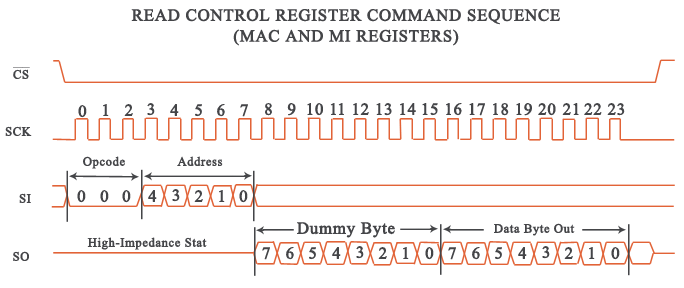 READ CONTROL REGISTER COMMAND SEQUENCE
(MAC AND MI REGISTERS)
CS
0 1 2 3 4 5 6 7 8 9 10 11 12 13 14 15 16 17 18 19 20 21 22 23
SCK
Opcode Address
SI 0 0 0 4 3 2 1 0
Dummy Byte Data Byte Out
High-Impedance Stat
SO 7 6 5 4 3 2 1 0 7 6 5 4 3 2 1 0